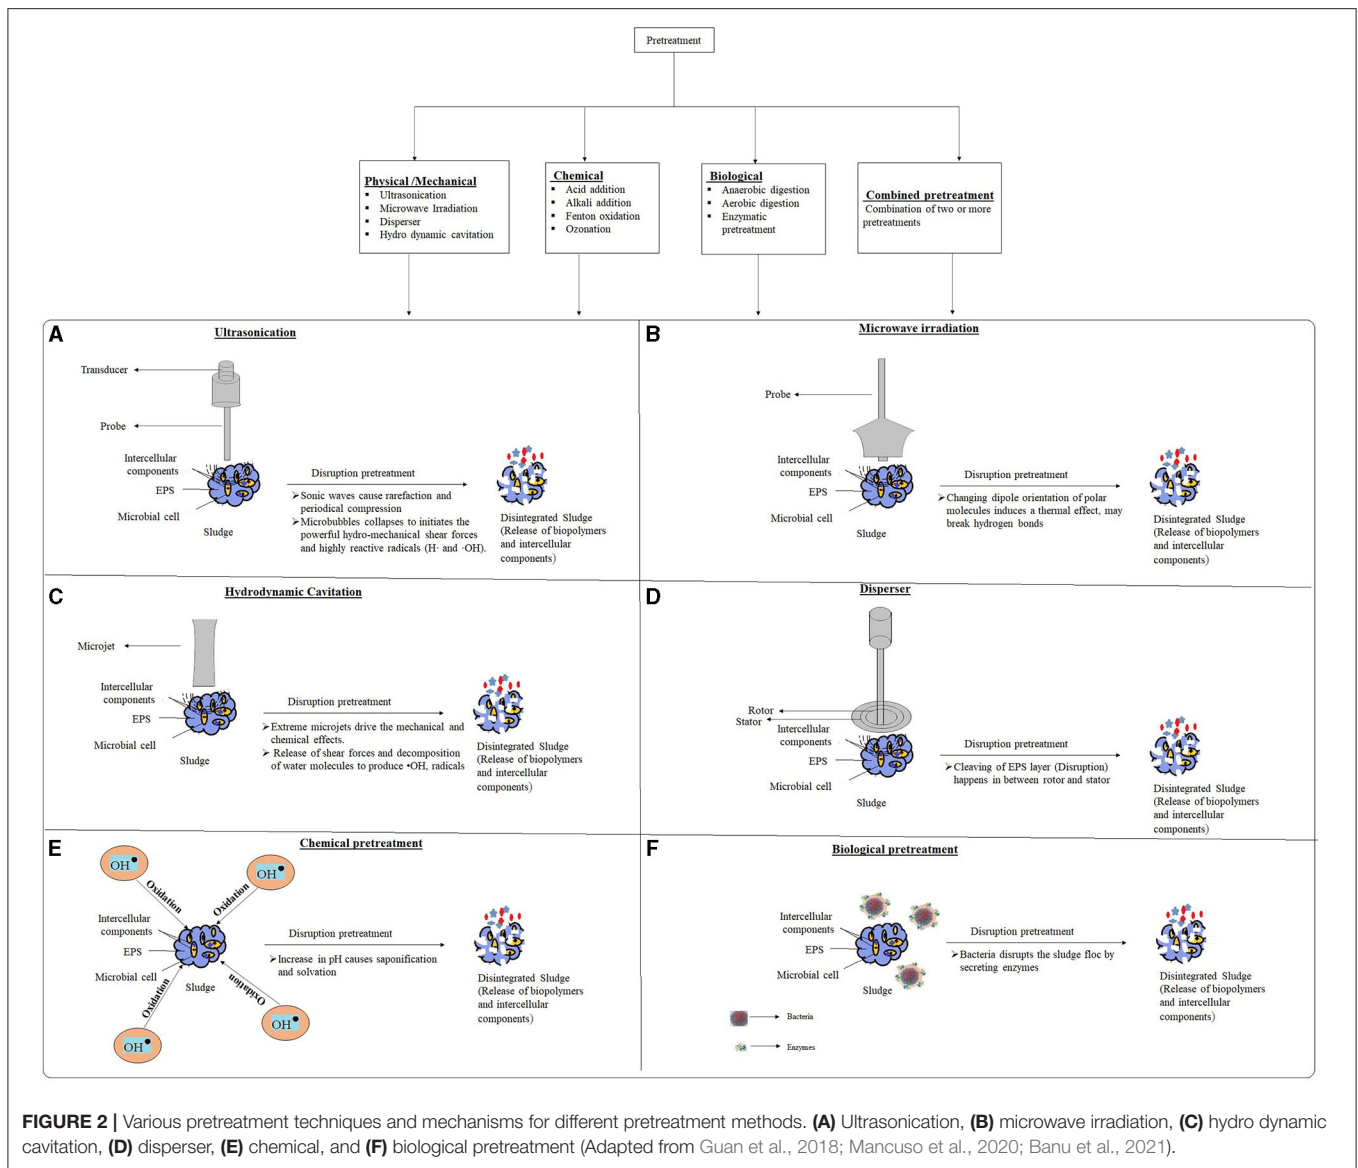 Pretreatment
Physical /Mechanical
▪ Ultrasonication
▪ Microwave Irradiation
▪ Disperser
▪ Hydro dynamic cavitation
Chemical
▪ Acid addition
▪ Alkali addition
▪ Fenton oxidation
▪ Ozonation
Biological
▪ Anaerobic digestion
▪ Aerobic digestion
▪ Enzymatic
pretreatment
Combined pretreatment
Combination of two or more
pretreatments
A
Ultrasonication
Transducer
Probe
Intercellular
components
EPS
Microbial cell
Sludge
Disruption pretreatment
➢Sonic waves cause rarefaction and
periodical compression
➢Microbubbles collapses to initiates the
powerful hydro-mechanical shear forces
and highly reactive radicals (H· and ·OH).
Disintegrated Sludge
(Release of biopolymers
and intercellular
components)
B
Microwave irradiation
Probe
Intercellular
components
EPS
Microbial cell
Sludge
Disruption pretreatment
➢Changing dipole orientation of polar
molecules induces a thermal effect, may
break hydrogen bonds
Disintegrated Sludge
(Release of biopolymers
and intercellular
components)
C
Hydrodynamic Cavitation
Microjet
Intercellular
components
EPS
Microbial cell
Sludge
Disruption pretreatment
➢Extreme microjets drive the mechanical and
chemical effects.
➢ Release of shear forces and decomposition
of water molecules to produce •OH, radicals
Disintegrated Sludge
(Release of biopolymers
and intercellular
components)
D
Disperser
Rotor
Stator
Intercellular
components
EPS
Microbial cell
Sludge
Disruption pretreatment
➢Cleaving of EPS layer (Disruption)
happens in between rotor and stator
Disintegrated Sludge
(Release of biopolymers
and intercellular
components)
E
Chemical pretreatment
OH•
OH•
Oxidation
Oxidation
Intercellular
components
EPS
Microbial cell
Sludge
Oxidation
Oxidation
OH•
OH•
Disruption pretreatment
➢Increase in pH causes saponification
and solvation
Disintegrated Sludge
(Release of biopolymers
and intercellular
components)
F
Biological pretreatment
Intercellular
components
EPS
Microbial cell
Sludge
Disruption pretreatment
➢Bacteria disrupts the sludge floc by
secreting enzymes
Disintegrated Sludge
(Release of biopolymers
and intercellular
components)
Bacteria
Enzymes
FIGURE 2 | Various pretreatment techniques and mechanisms for different pretreatment methods. (A) Ultrasonication, (B) microwave irradiation, (C) hydro dynamic
cavitation, (D) disperser, (E) chemical, and (F) biological pretreatment (Adapted from Guan et al., 2018; Mancuso et al., 2020; Banu et al., 2021).